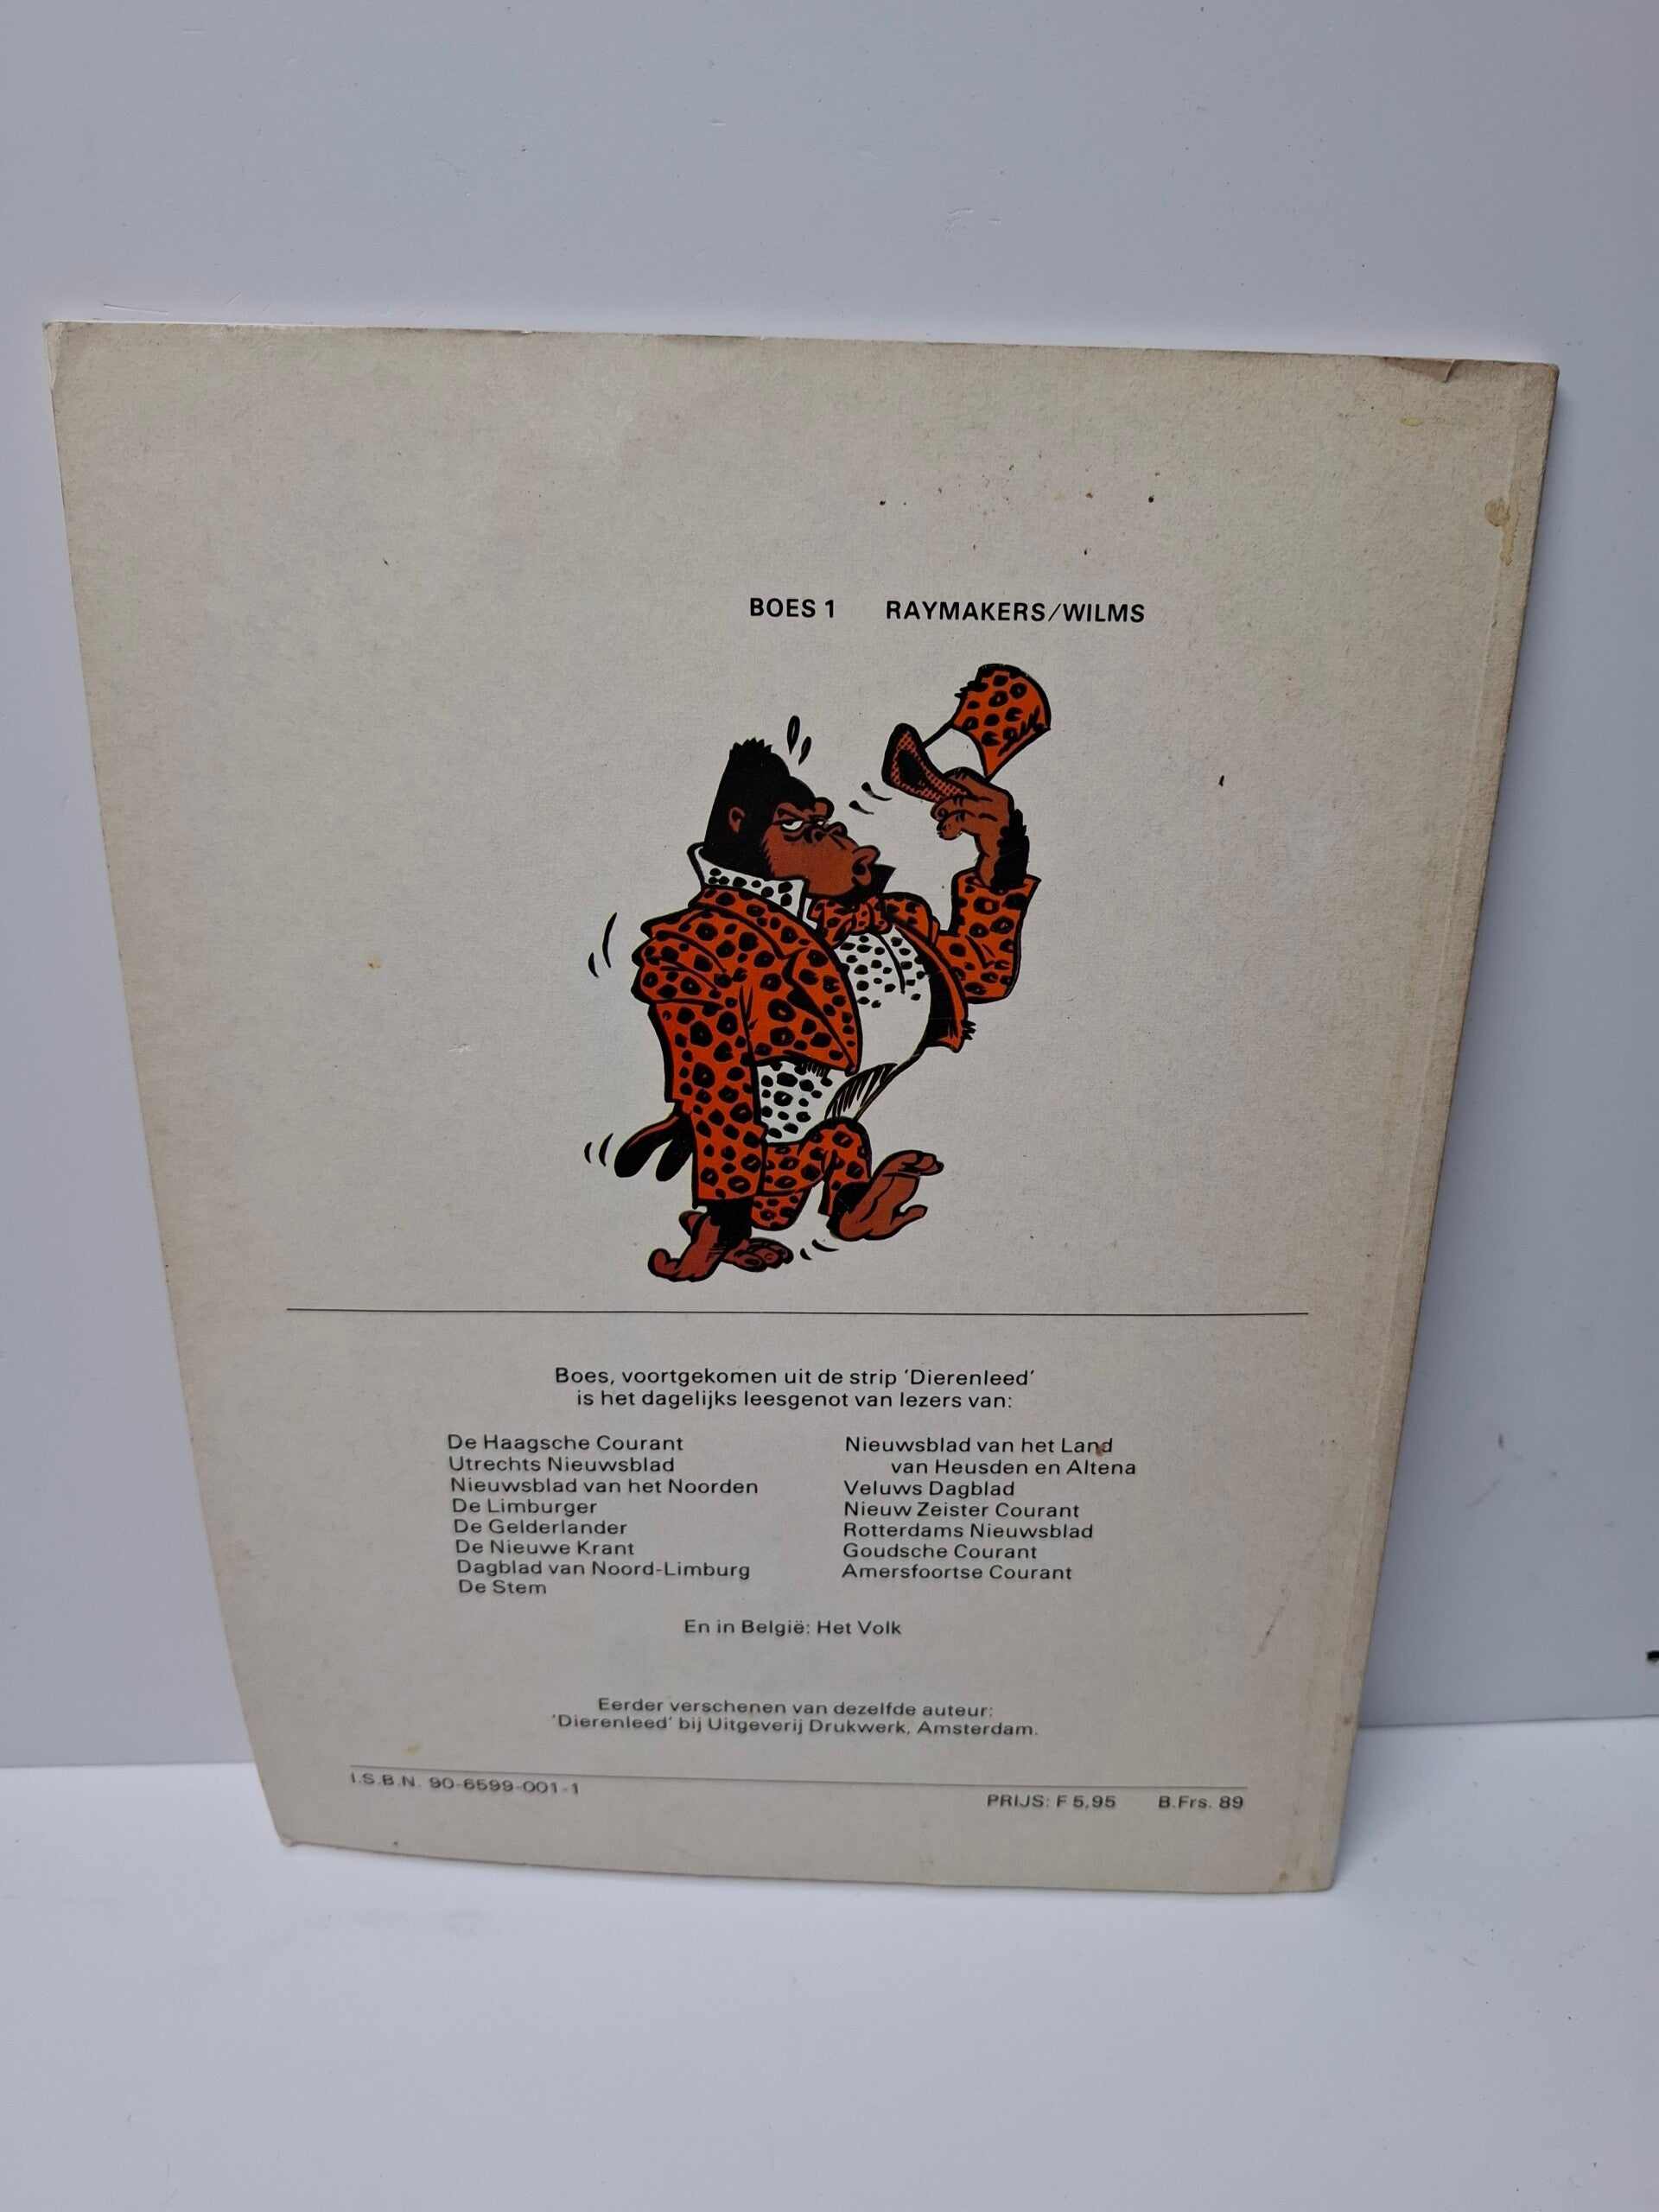 BOES 1 RAYMAKERS/WILMS
Boes, voortgekomen uit de strip 'Dierenleed'
is het dagelijks leesgenot van lezers van:
De Haagsche Courant
Utrechts Nieuwsblad
Nieuwsblad van het Noorden
De Limburger
De Gelderlander
De Nieuwe Krant
Dagblad van Noord-Limburg
De Stem
Nieuwsblad van het Land
van Heusden en Altena
Veluws Dagblad
Nieuw Zeister Courant
Rotterdams Nieuwsblad
Goudsche Courant
Amersfoortse Courant
En in België: Het Volk
Eerder verschenen van dezelfde auteur:
'Dierenleed' bij Uitgeverij Drukwerk, Amsterdam.
I.S.B.N. 90-6599-001-1
PRIJS: F 5,95 B.Frs. 89